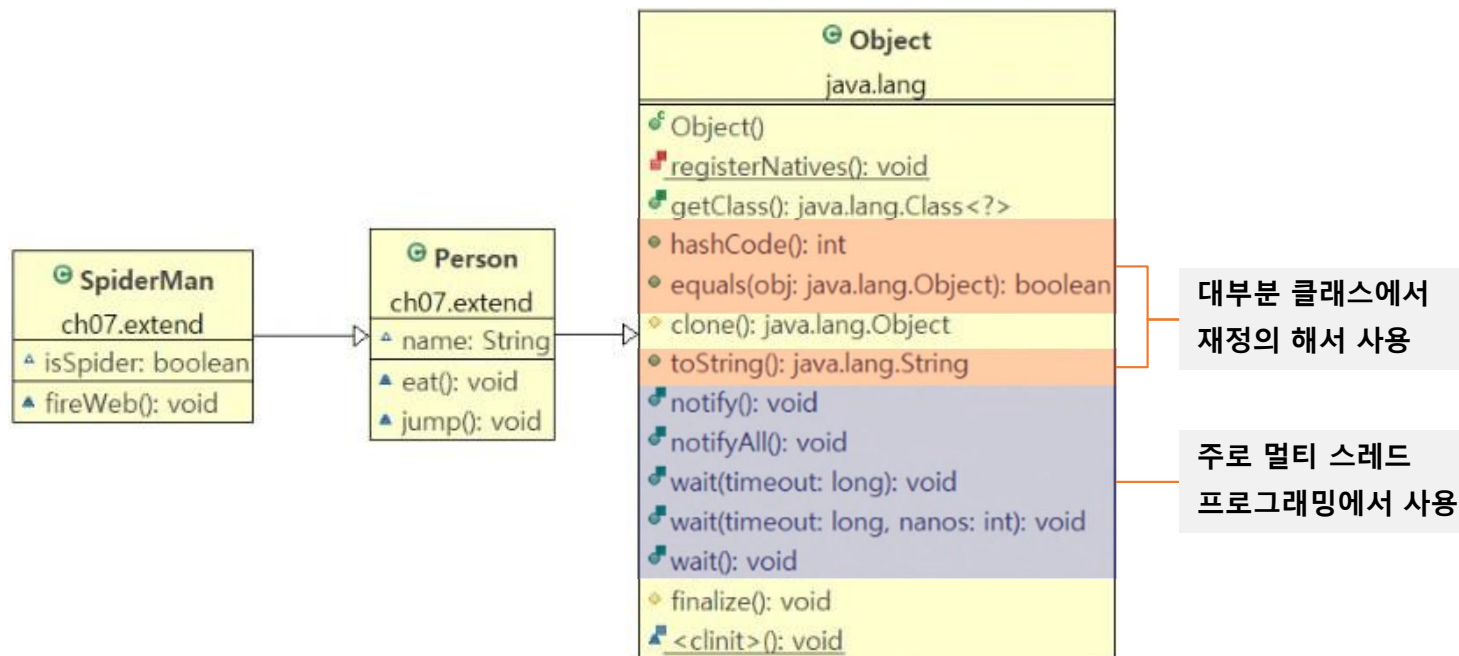 SpiderMan
ch07.extend
isSpider: boolean
fireWeb(): void
Person
ch07.extend
name: String
eat(): void
jump(): void
Object
java.lang
Object()
registerNatives(): void
getClass(): java.lang.Class<?>
hashCode(): int
equals(obj: java.lang.Object): boolean
clone(): java.lang.Object
toString(): java.lang.String
notify(): void
notifyAll(): void
wait(timeout: long): void
wait(timeout: long, nanos: int): void
wait(): void
finalize(): void
<clinit>(): void
대부분 클래스에서
재정의 해서 사용
주로 멀티 스레드
프로그래밍에서 사용